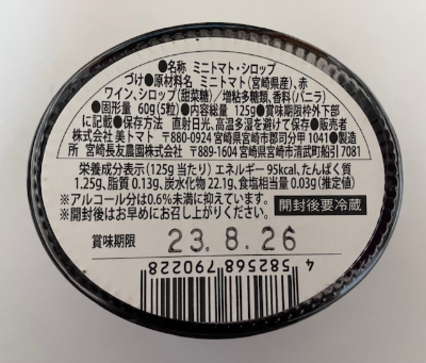 ●名称 ミニトマト・シロップ
づけ●原材料名 ミニトマト(宮崎県産)、赤
ワイン、シロップ(甜菜糖)/増粘多糖類、香料(バニラ)
●固形量 60g(5粒)●内容総量 125g●賞味期限枠外下部
に記載●保存方法 直射日光、高温多湿を避けて保存●販売者
株式会社 美トマト 〒880-0924 宮崎県宮崎市郡司分甲1041●製造
所 宮崎長友農園株式会社 〒889-1604 宮崎県宮崎市清武町船引7081
栄養成分表示(125g 当たり)エネルギー 95kcal、たんぱく質
1.25g、脂質 0.13g、炭水化物 22.1g、食塩相当量 0.03g(推定値)
※アルコール分は0.6%未満に抑えています。
※開封後はお早めにお召し上がりください。 開封後要冷蔵
賞味期限 23.8.26
4582568790228